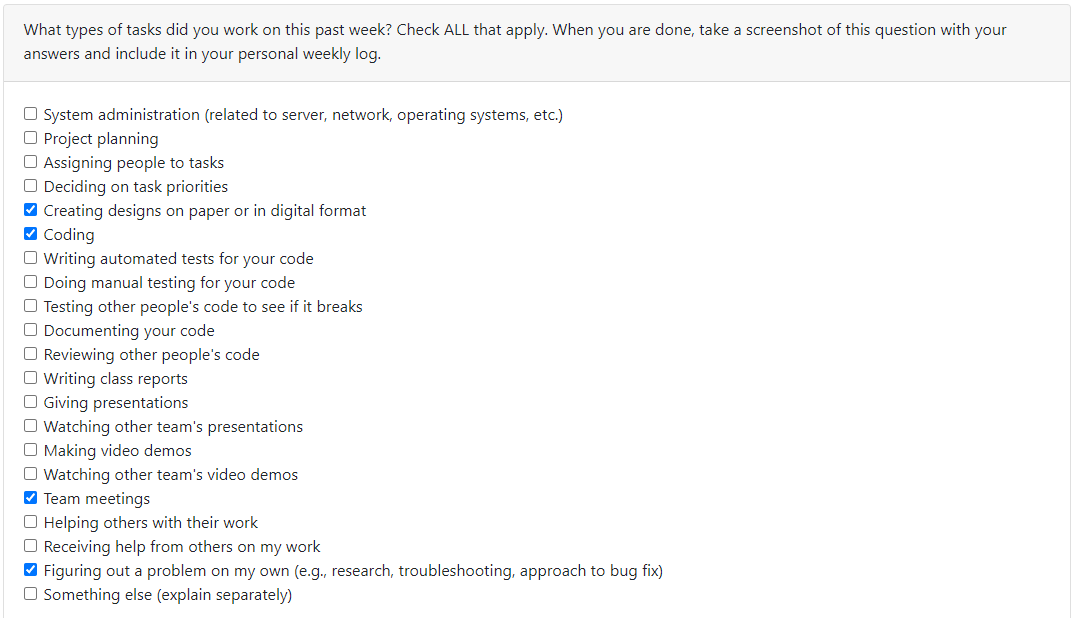 What types of tasks did you work on this past week? Check ALL that apply. When you are done, take a screenshot of this question with your
answers and include it in your personal weekly log.
System administration (related to server, network, operating systems, etc.)
Project planning
Assigning people to tasks
Deciding on task priorities
Creating designs on paper or in digital format
Coding
Writing automated tests for your code
Doing manual testing for your code
Testing other people's code to see if it breaks
Documenting your code
Reviewing other people's code
Writing class reports
Giving presentations
Watching other team's presentations
Making video demos
Watching other team's video demos
Team meetings
Helping others with their work
Receiving help from others on my work
Figuring out a problem on my own (e.g., research, troubleshooting, approach to bug fix)
Something else (explain separately)